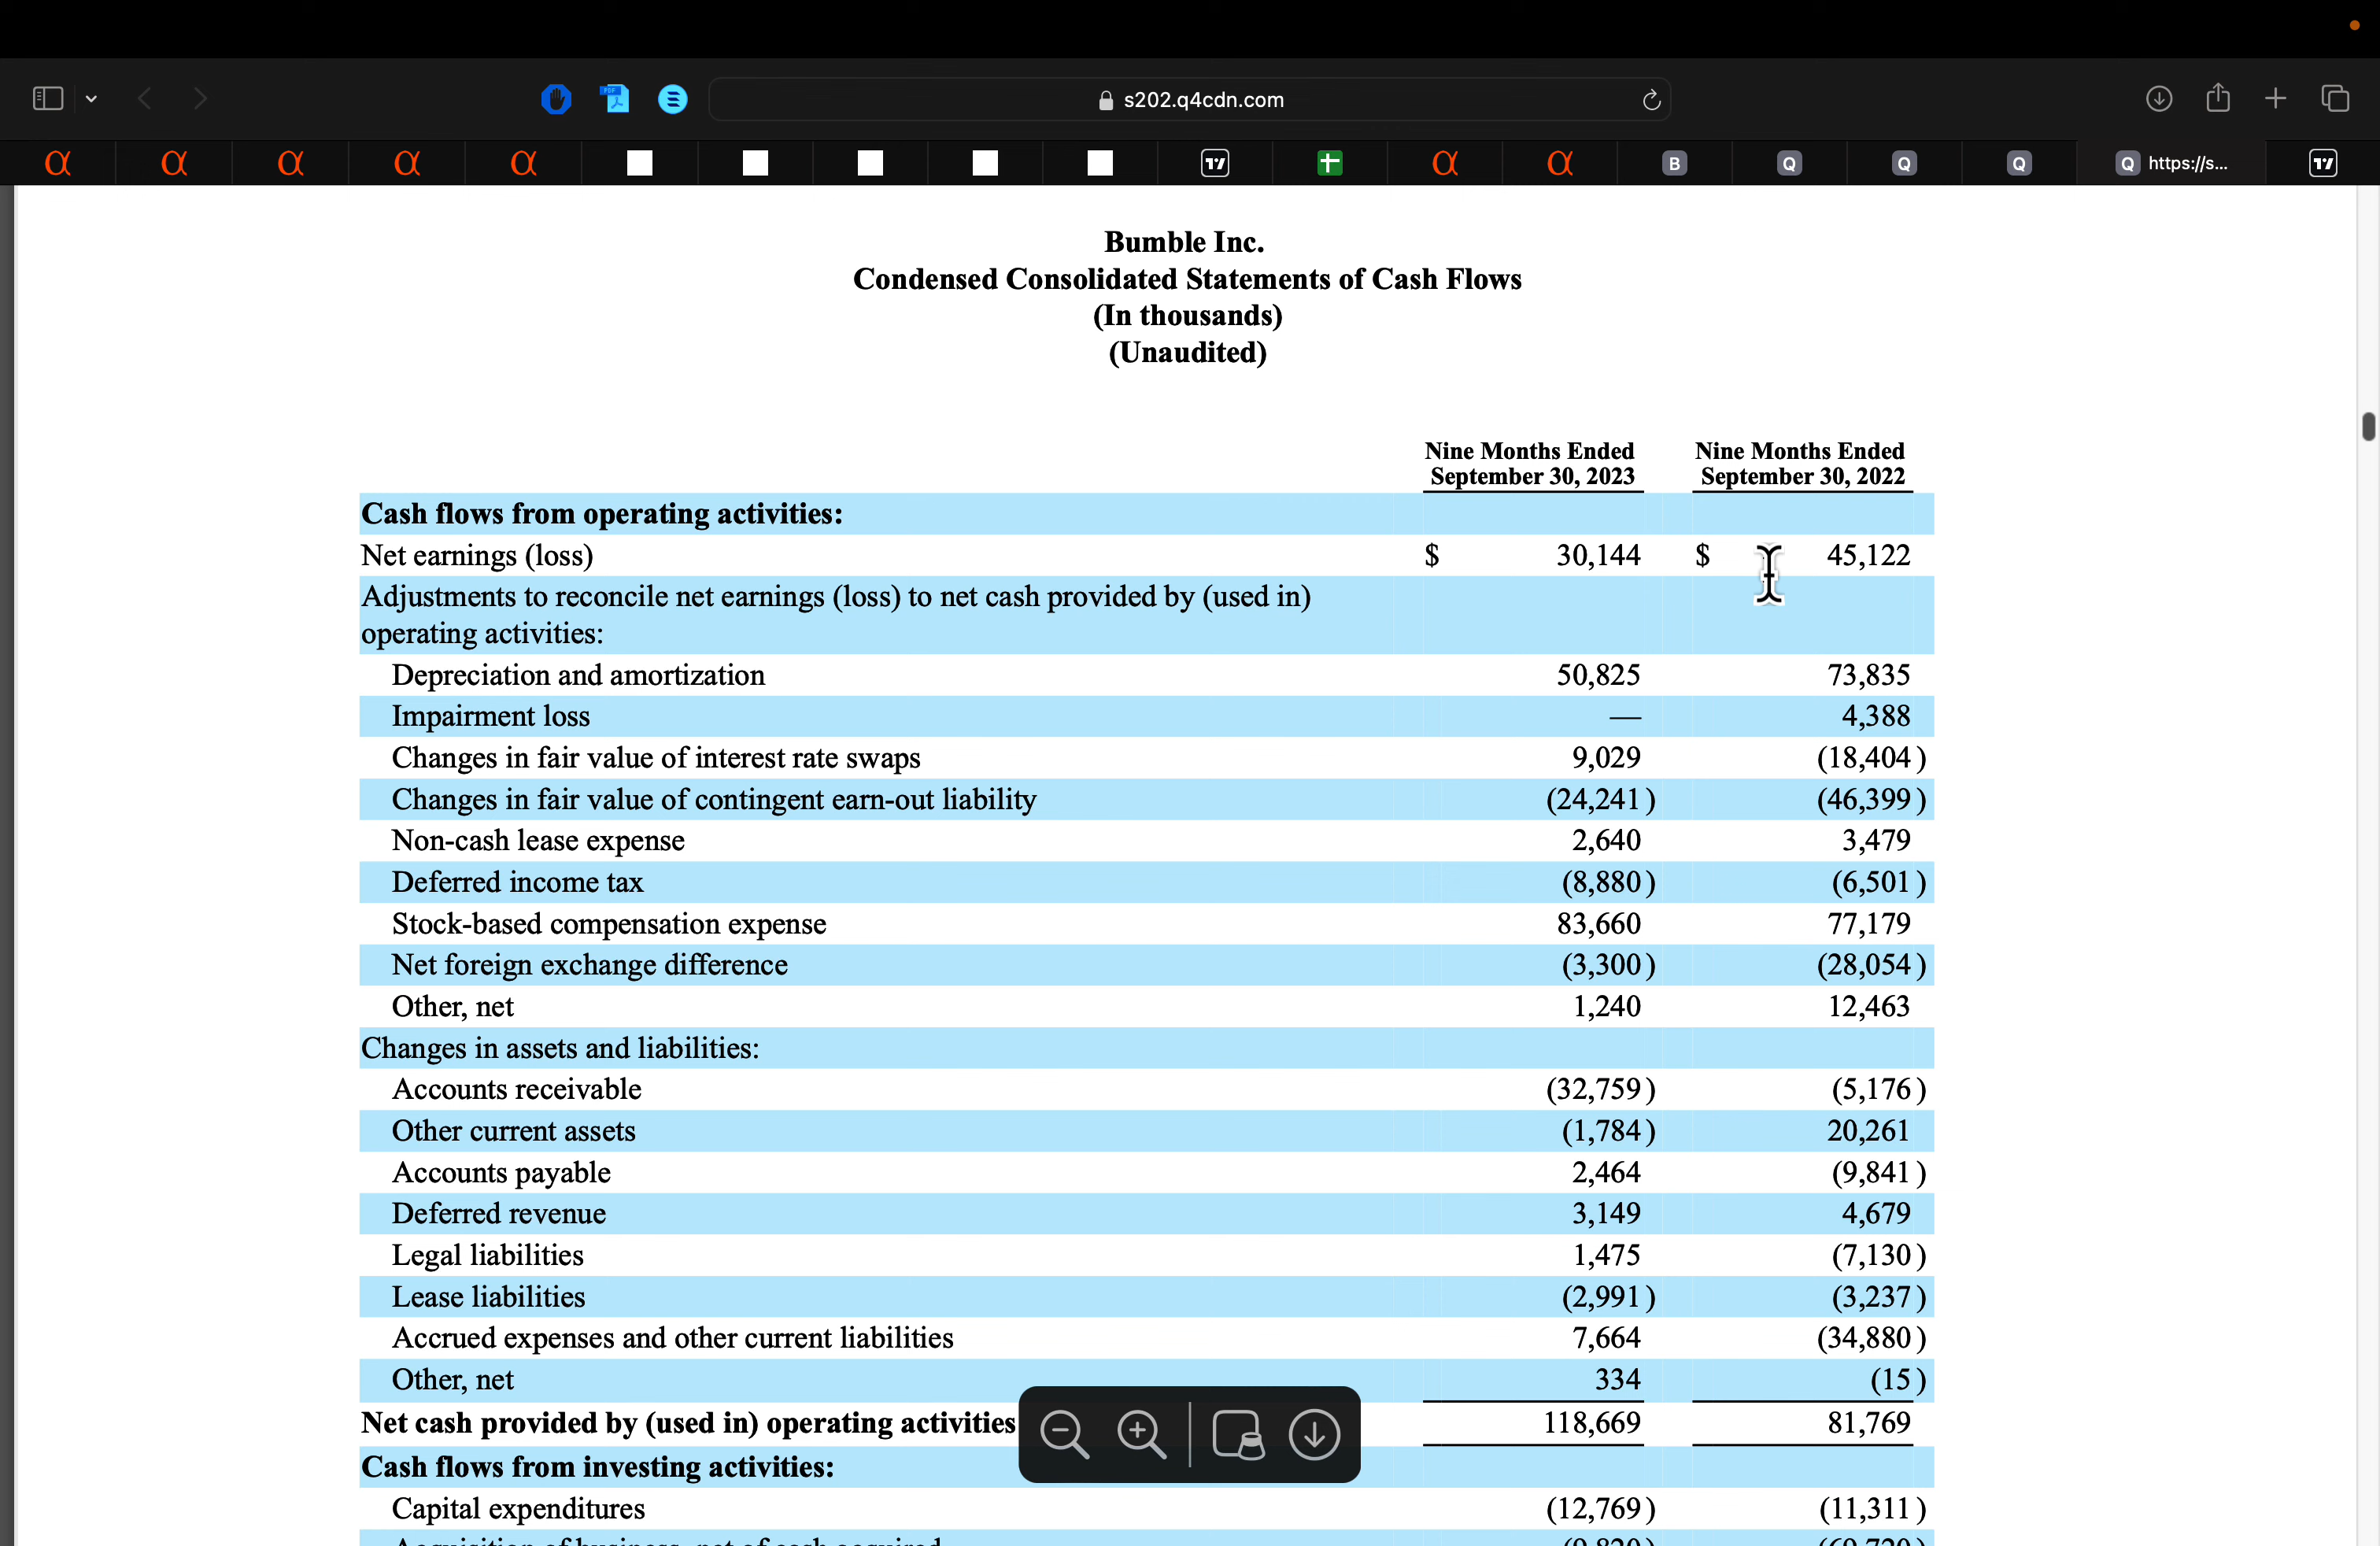 s202.q4cdn.com
α α α α α 17 α α B Q Q Q Q https://s... 17
Bumble Inc.
Condensed Consolidated Statements of Cash Flows
(In thousands)
(Unaudited)
Nine Months Ended Nine Months Ended
September 30, 2023 September 30, 2022
Cash flows from operating activities:
Net earnings (loss) $ 30,144 $ 45,122
Adjustments to reconcile net earnings (loss) to net cash provided by (used in)
operating activities:
Depreciation and amortization 50,825 73,835
Impairment loss — 4,388
Changes in fair value of interest rate swaps 9,029 (18,404)
Changes in fair value of contingent earn-out liability (24,241) (46,399)
Non-cash lease expense 2,640 3,479
Deferred income tax (8,880) (6,501)
Stock-based compensation expense 83,660 77,179
Net foreign exchange difference (3,300) (28,054)
Other, net 1,240 12,463
Changes in assets and liabilities:
Accounts receivable (32,759) (5,176)
Other current assets (1,784) 20,261
Accounts payable 2,464 (9,841)
Deferred revenue 3,149 4,679
Legal liabilities 1,475 (7,130)
Lease liabilities (2,991) (3,237)
Accrued expenses and other current liabilities 7,664 (34,880)
Other, net 334 (15)
Net cash provided by (used in) operating activities 118,669 81,769
Cash flows from investing activities:
Capital expenditures (12,769) (11,311)